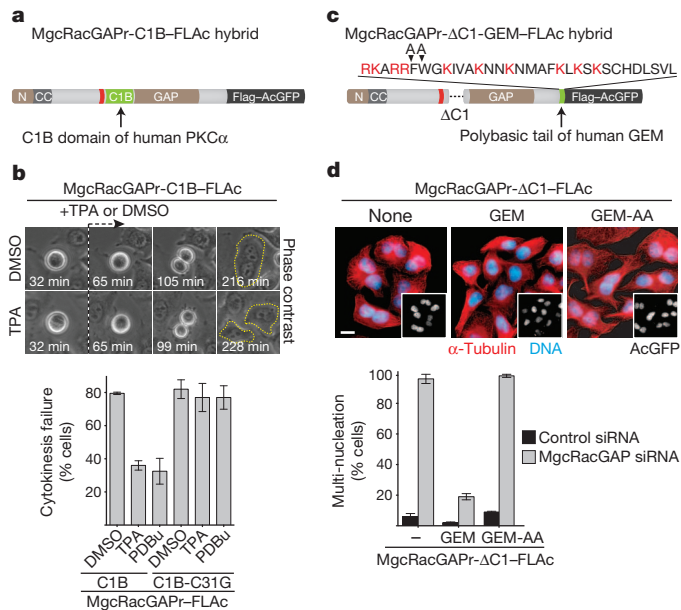 a
MgcRacGAPr-C1B–FLAc hybrid
N CC C1B GAP Flag–AcGFP
C1B domain of human PKCα
b
MgcRacGAPr-C1B–FLAc
+TPA or DMSO
DMSO
32 min 65 min 105 min 216 min
TPA
32 min 65 min 99 min 228 min
Phase contrast
Cytokinesis failure
(% cells)
80
60
40
20
DMSO TPA PDBu DMSO TPA PDBu
C1B C1B-C31G
MgcRacGAPr–FLAc
c
MgcRacGAPr-ΔC1-GEM–FLAc hybrid
AA
RKARRFWGKIVAKNNKNMAFKLKSKSCHDLSVL
N CC GAP Flag–AcGFP
ΔC1
Polybasic tail of human GEM
d
MgcRacGAPr-ΔC1–FLAc
None GEM GEM-AA
α-Tubulin DNA AcGFP
Multi-nucleation
(% cells)
100
80
60
40
20
Control siRNA
MgcRacGAP siRNA
– GEM GEM-AA
MgcRacGAPr-ΔC1–FLAc